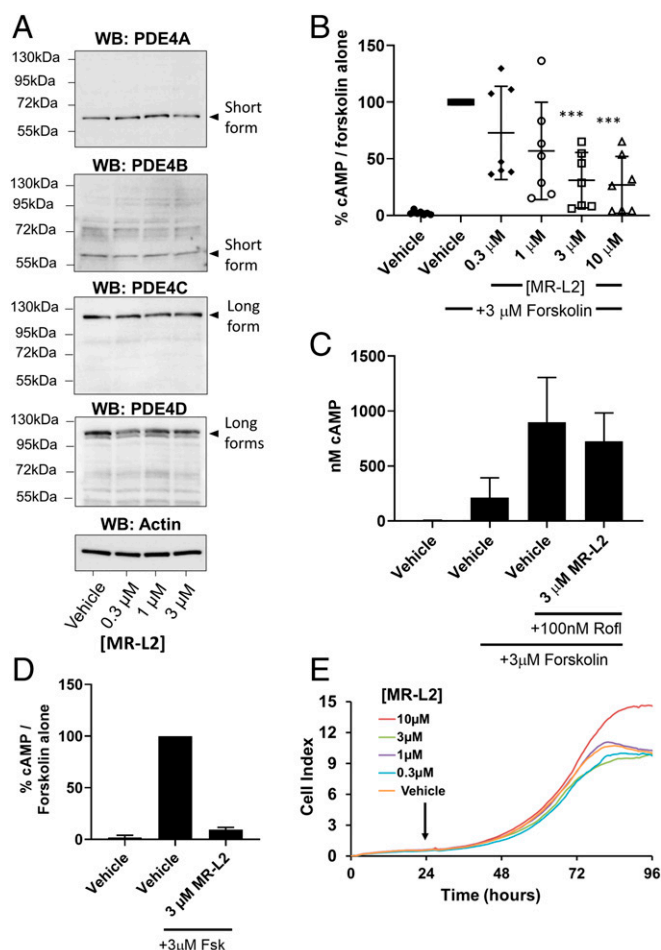 A
WB: PDE4A
130kDa
95kDa
72kDa
55kDa
Short
form
WB: PDE4B
130kDa
95kDa
72kDa
55kDa
Short
form
WB: PDE4C
130kDa
95kDa
72kDa
55kDa
Long
form
WB: PDE4D
130kDa
95kDa
72kDa
55kDa
Long
forms
WB: Actin
Vehicle
0.3 µM
1 µM
3 µM
[MR-L2]
B
% cAMP / forskolin alone
150
100
50
0
***
***
Vehicle
Vehicle
0.3 µM
1 µM
3 µM
10 µM
[MR-L2]
+3 µM Forskolin
C
nM cAMP
1500
1000
500
0
Vehicle
Vehicle
Vehicle
3 µM MR-L2
+100nM Rofl
+3µM Forskolin
D
% cAMP /
Forskolin alone
150
100
50
0
Vehicle
Vehicle
3 µM MR-L2
+3µM Fsk
E
[MR-L2]
10µM
3µM
1µM
0.3µM
Vehicle
Cell Index
15
12
9
6
3
0
0
24
48
72
96
Time (hours)